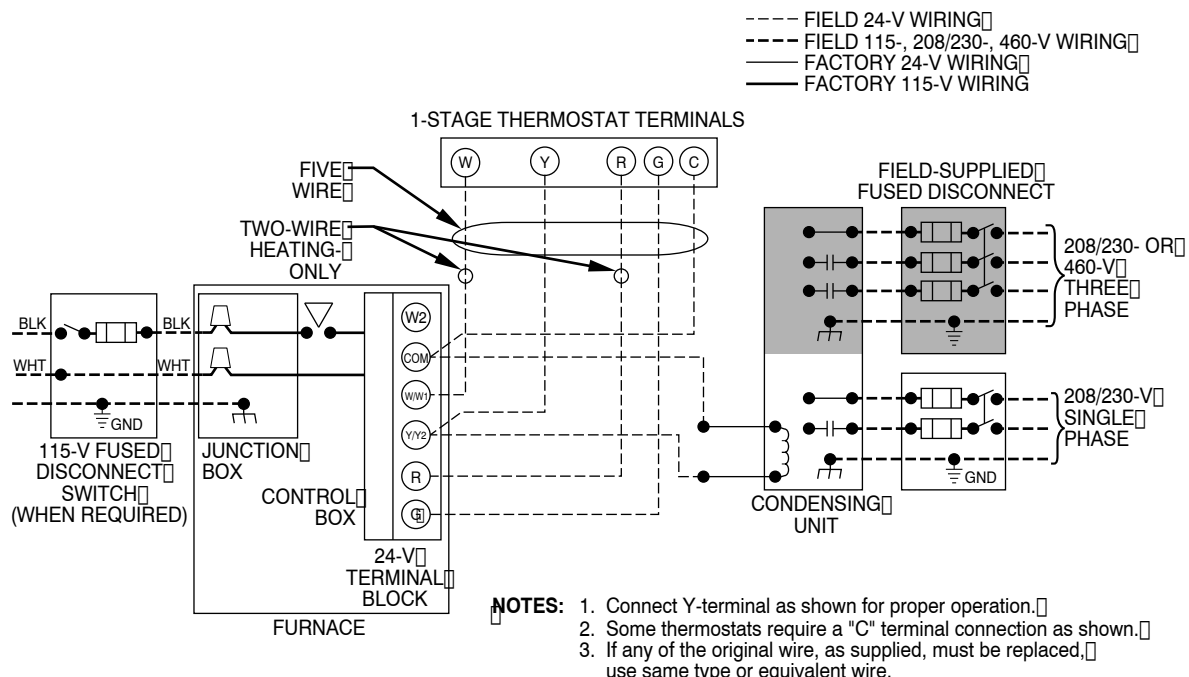 FIELD 24-V WIRING
FIELD 115-, 208/230-, 460-V WIRING
FACTORY 24-V WIRING
FACTORY 115-V WIRING
1-STAGE THERMOSTAT TERMINALS
W
Y
R
G
C
FIVE
WIRE
TWO-WIRE
HEATING-
ONLY
FIELD-SUPPLIED
FUSED DISCONNECT
208/230- OR
460-V
THREE
PHASE
BLK
BLK
WHT
WHT
GND
115-V FUSED
DISCONNECT
SWITCH
(WHEN REQUIRED)
JUNCTION
BOX
CONTROL
BOX
W2
COM
W/W1
Y/Y2
R
G
24-V
TERMINAL
BLOCK
FURNACE
208/230-V
SINGLE
PHASE
GND
CONDENSING
UNIT
NOTES: 1. Connect Y-terminal as shown for proper operation.
2. Some thermostats require a "C" terminal connection as shown.
3. If any of the original wire, as supplied, must be replaced,
use same type or equivalent wire.